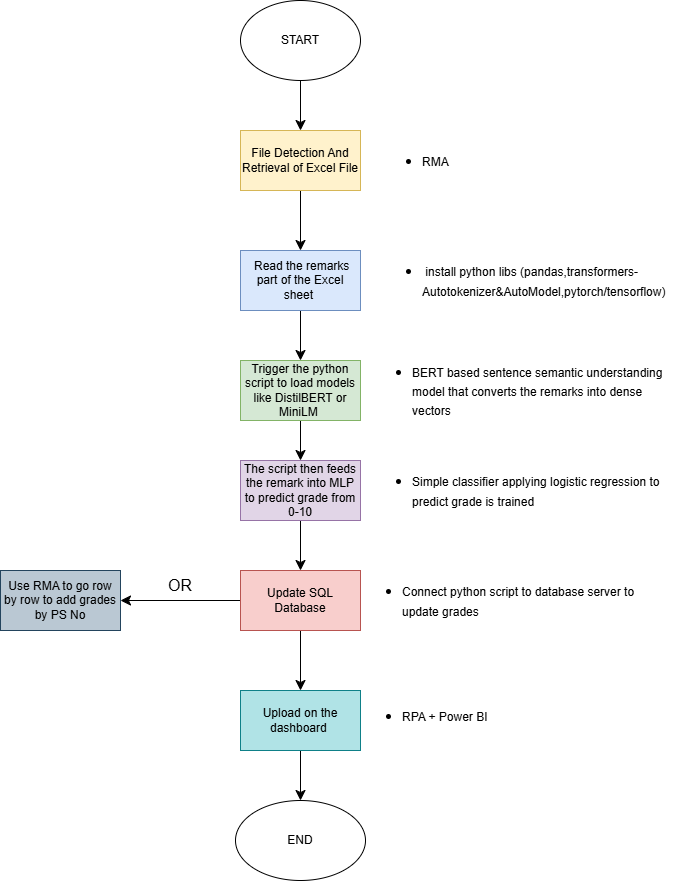 START
File Detection And
Retrieval of Excel File
RMA
Read the remarks
part of the Excel
sheet
install python libs (pandas,transformers-
Autotokenizer&AutoModel,pytorch/tensorflow)
Trigger the python
script to load models
like DistilBERT or
MiniLM
BERT based sentence semantic understanding
model that converts the remarks into dense
vectors
The script then feeds
the remark into MLP
to predict grade from
0-10
Simple classifier applying logistic regression to
predict grade is trained
Use RMA to go row
by row to add grades
by PS No
OR
Update SQL
Database
Connect python script to database server to
update grades
Upload on the
dashboard
RPA + Power BI
END